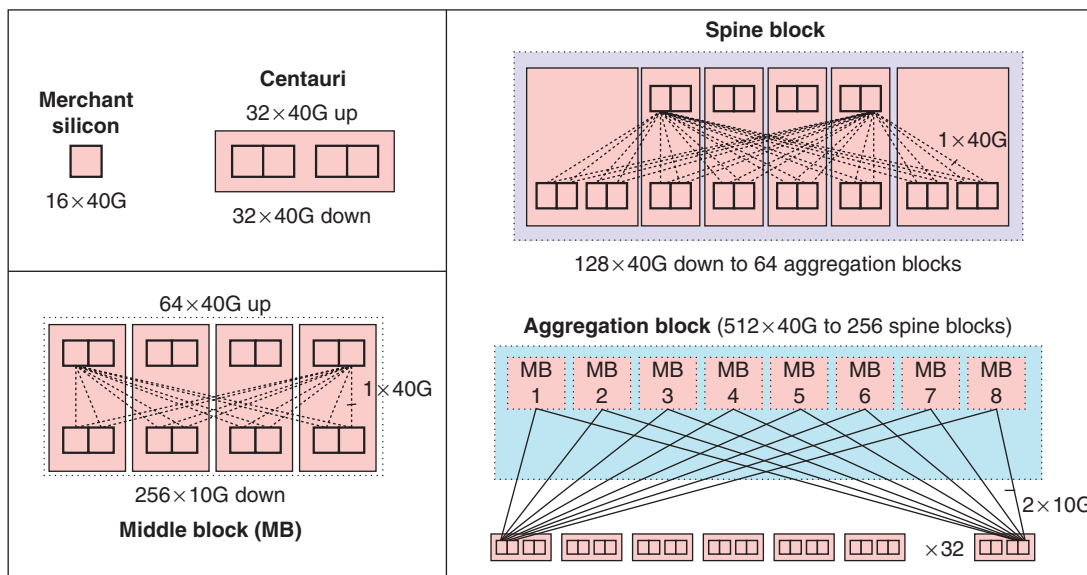 Merchant
silicon
16×40G
Centauri
32×40G up
32×40G down
Spine block
1×40G
128×40G down to 64 aggregation blocks
64×40G up
1×40G
256×10G down
Middle block (MB)
Aggregation block (512×40G to 256 spine blocks)
MB MB MB MB MB MB MB MB
1 2 3 4 5 6 7 8
2×10G
×32